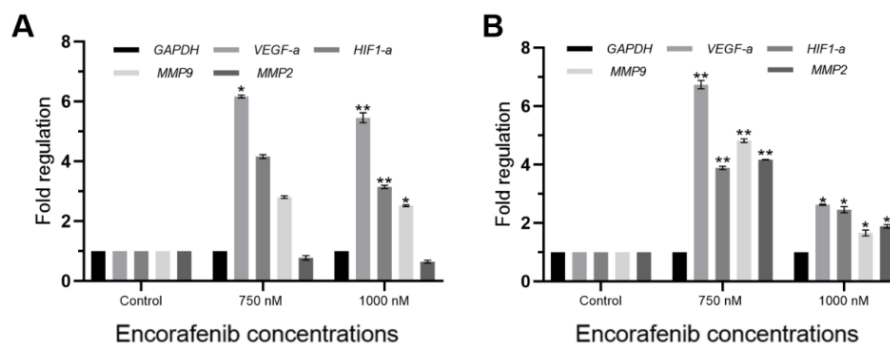 A
Fold regulation
8
6
4
2
0
GAPDH VEGF-a HIF1-a
MMP9 MMP2
*
**
**
*
Control 750 nM 1000 nM
Encorafenib concentrations
B
Fold regulation
8
6
4
2
0
GAPDH VEGF-a HIF1-a
MMP9 MMP2
**
**
**
**
*
*
*
*
Control 750 nM 1000 nM
Encorafenib concentrations